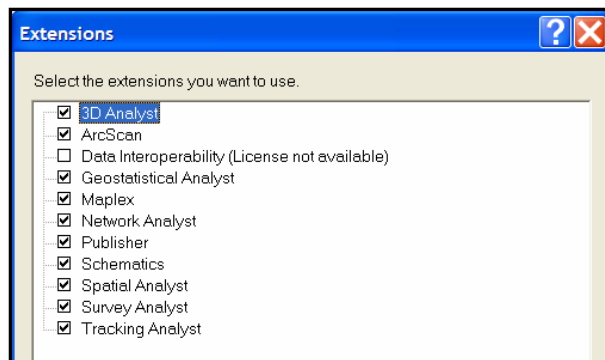 Extensions
Select the extensions you want to use.
3D Analyst
ArcScan
Data Interoperability (License not available)
Geostatistical Analyst
Maplex
Network Analyst
Publisher
Schematics
Spatial Analyst
Survey Analyst
Tracking Analyst